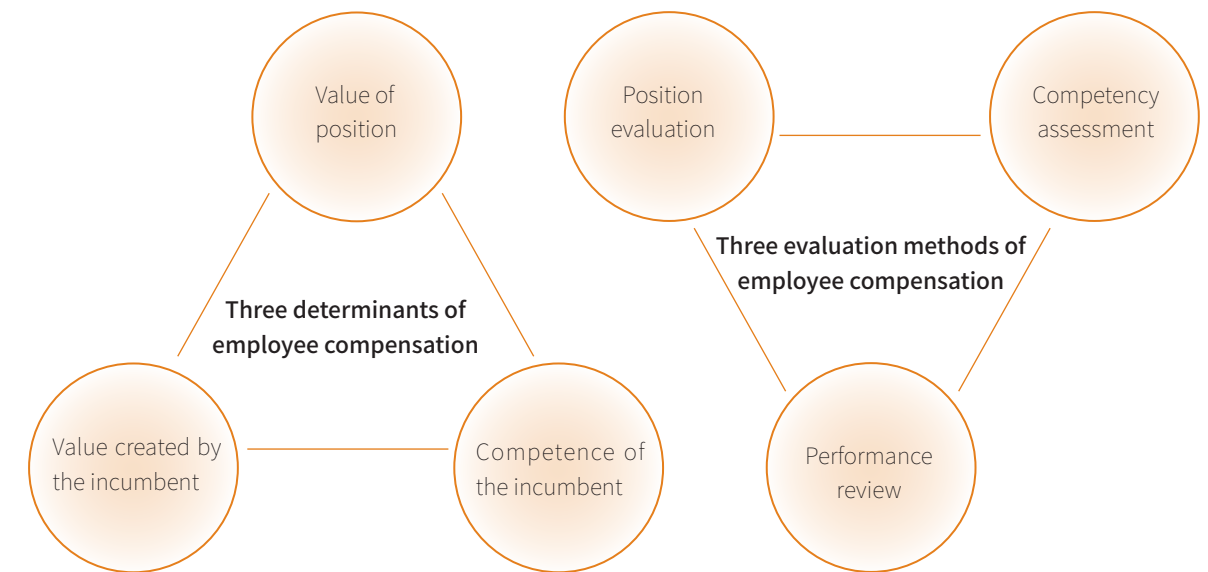 Value of
position
Three determinants of
employee compensation
Value created by
the incumbent
Competence of
the incumbent
Position
evaluation
Competency
assessment
Three evaluation methods of
employee compensation
Performance
review